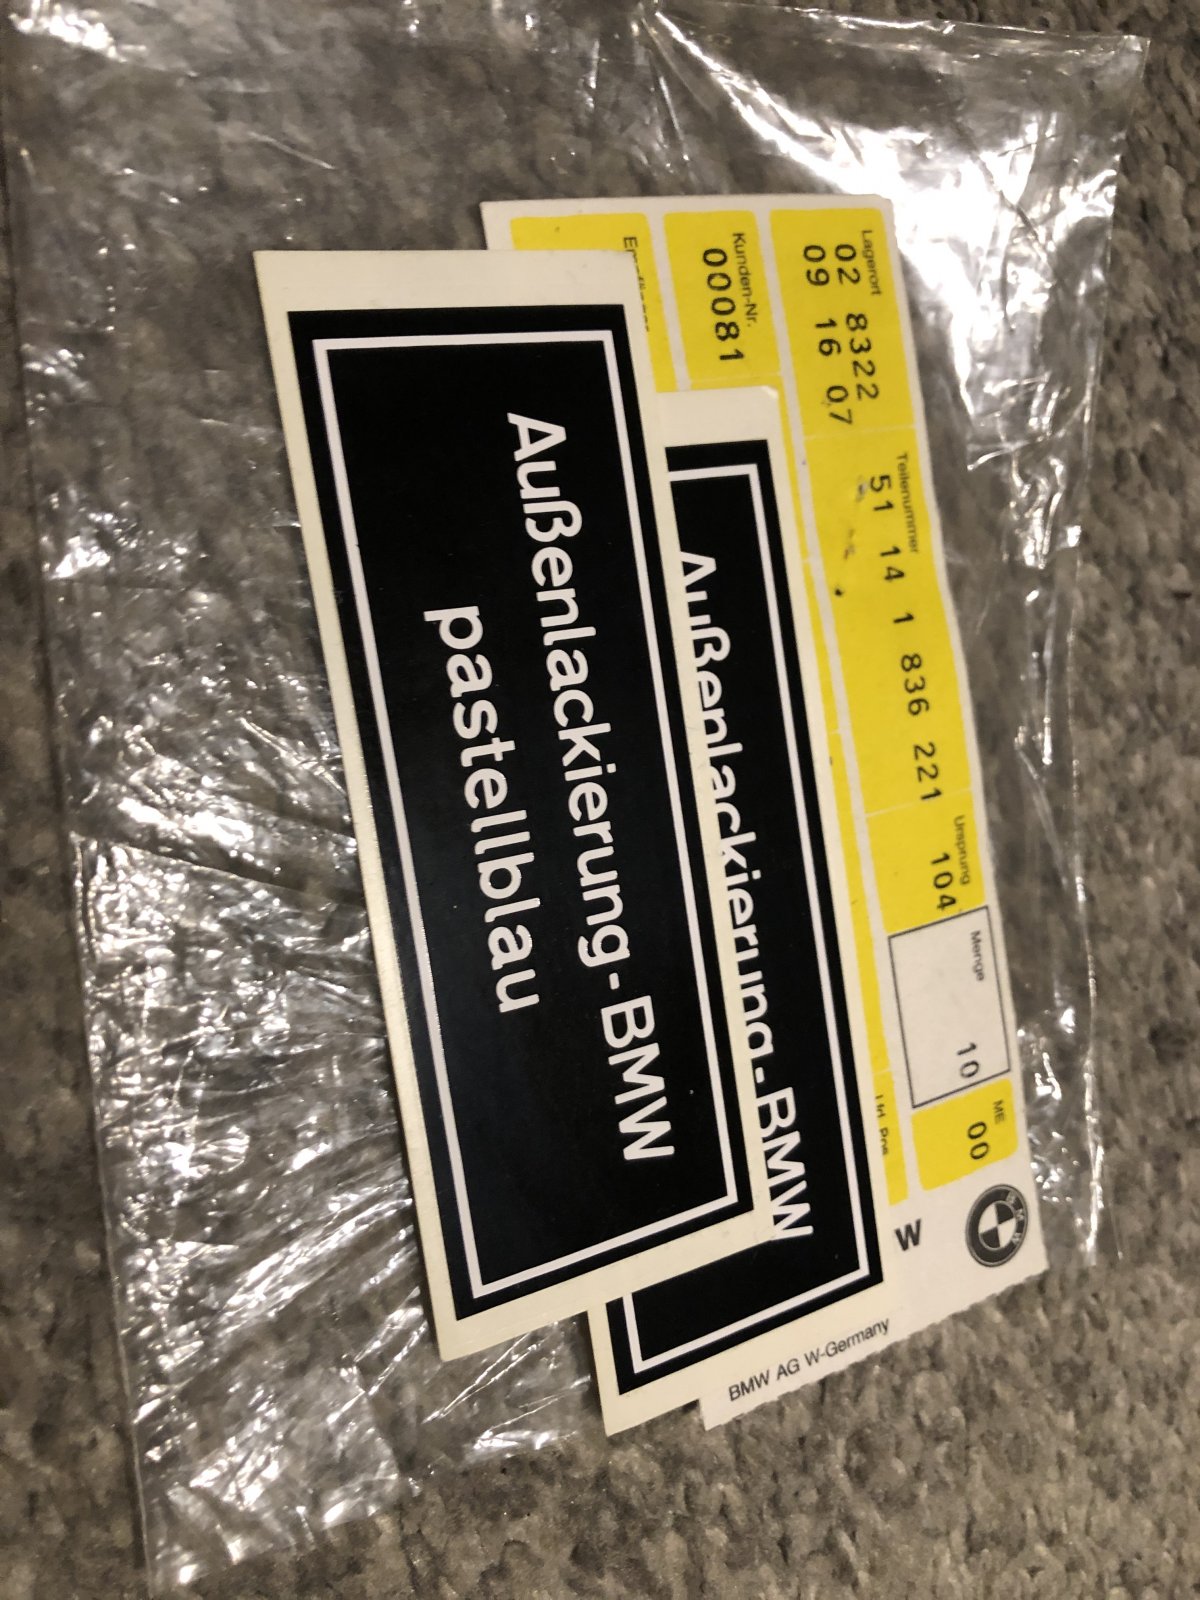 Lagerort
02 8322
09 16 07
Teilenummer
51 14 1 836 221
Ursprung
104
Menge
10
ME
00
Kunden-Nr.
00081
W
BMW
BMW AG W-Germany
Außenlackierung-BMW
Außenlackierung-BMW
pastellblau